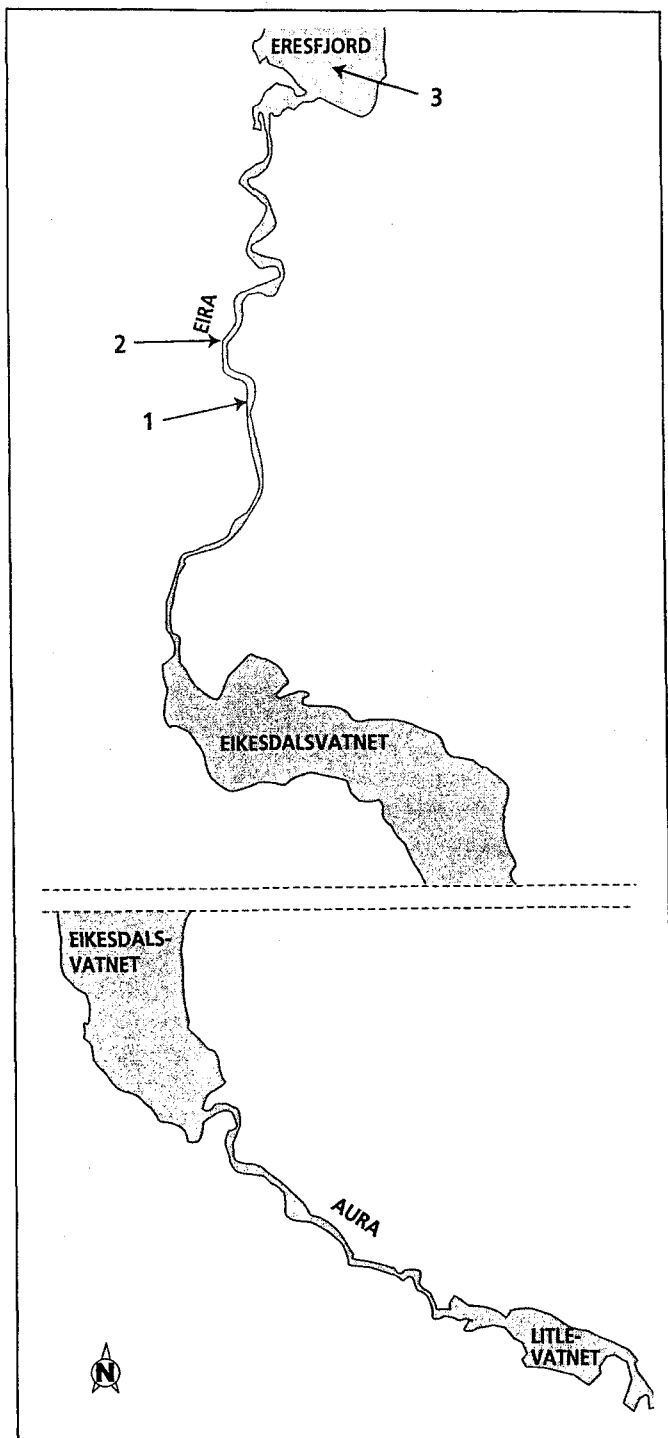 ERESFJORD
3
EIRA
2
1
EIKESDALSVATNET
EIKESDALS-
VATNET
AURA
LITLE-
VATNET
N